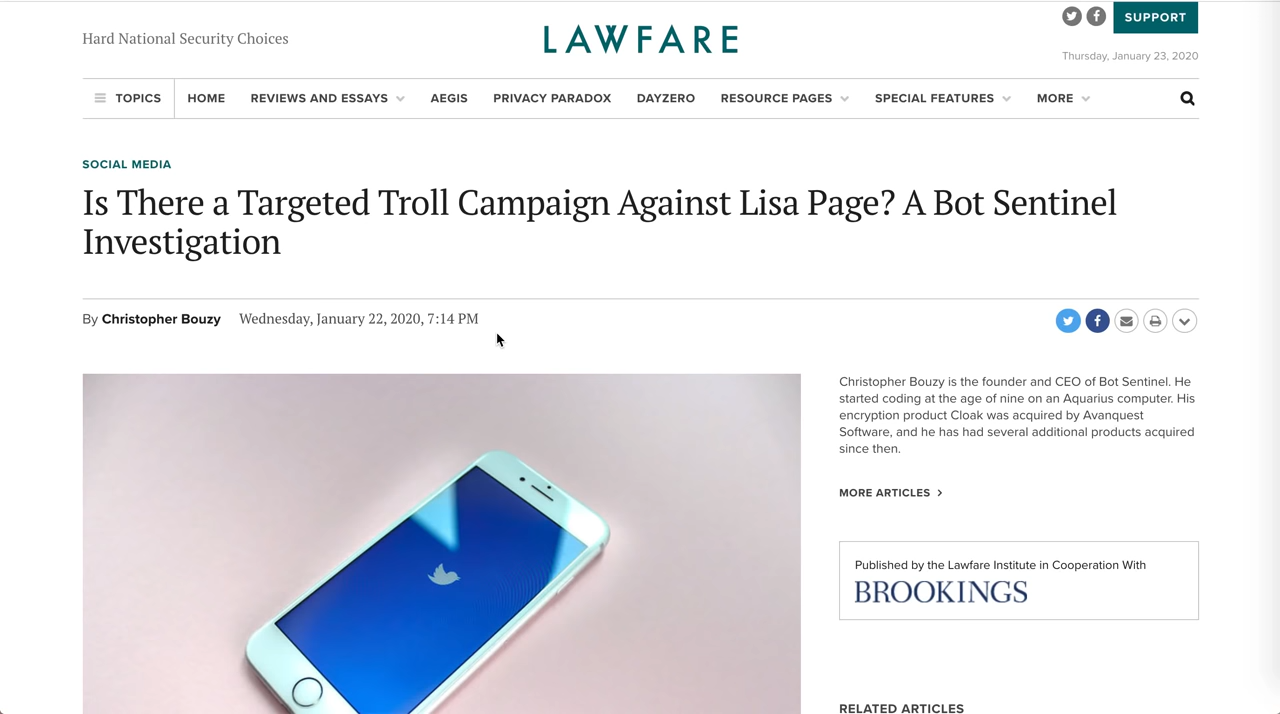 Hard National Security Choices
LAWFARE
SUPPORT
Thursday, January 23, 2020
TOPICS HOME REVIEWS AND ESSAYS AEGIS PRIVACY PARADOX DAYZERO RESOURCE PAGES SPECIAL FEATURES MORE
SOCIAL MEDIA
Is There a Targeted Troll Campaign Against Lisa Page? A Bot Sentinel
Investigation
By Christopher Bouzy Wednesday, January 22, 2020, 7:14 PM
Christopher Bouzy is the founder and CEO of Bot Sentinel. He
started coding at the age of nine on an Aquarius computer. His
encryption product Cloak was acquired by Avanquest
Software, and he has had several additional products acquired
since then.
MORE ARTICLES
Published by the Lawfare Institute in Cooperation With
BROOKINGS
RELATED ARTICLES